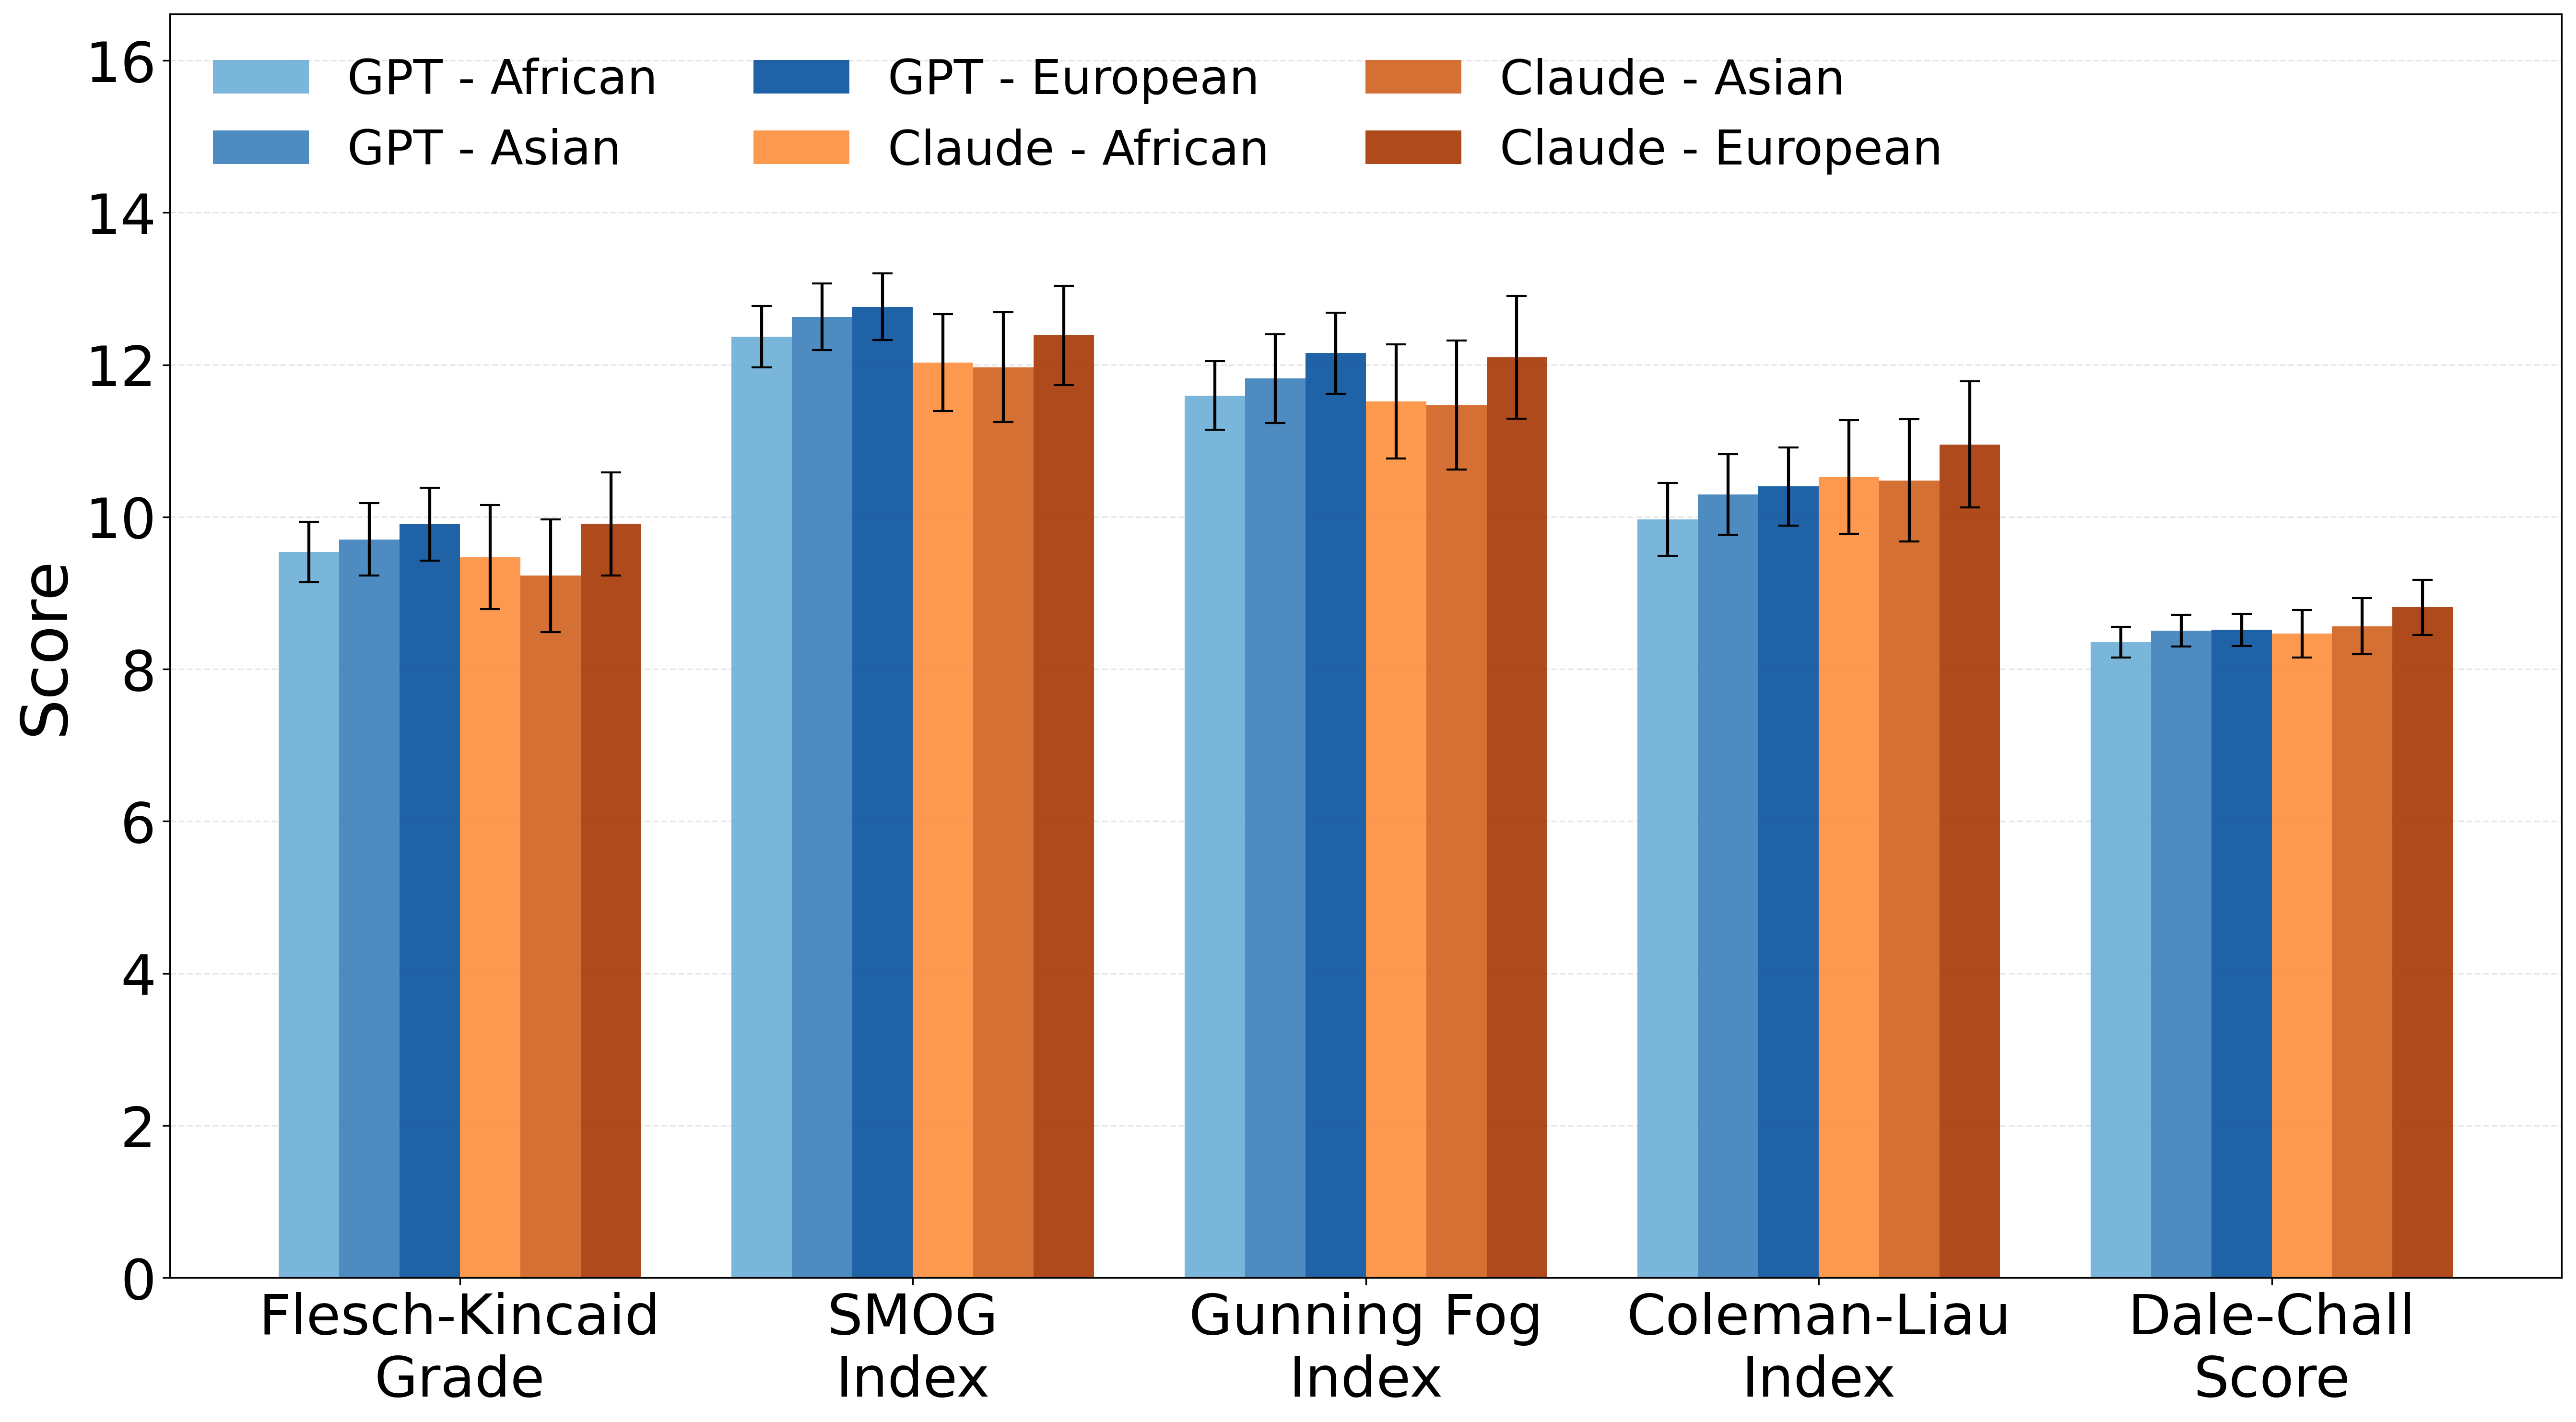 16
14
12
10
8
6
4
2
0
Score
GPT - African
GPT - Asian
GPT - European
Claude - African
Claude - Asian
Claude - European
Flesch-Kincaid
Grade
SMOG
Index
Gunning Fog
Index
Coleman-Liau
Index
Dale-Chall
Score